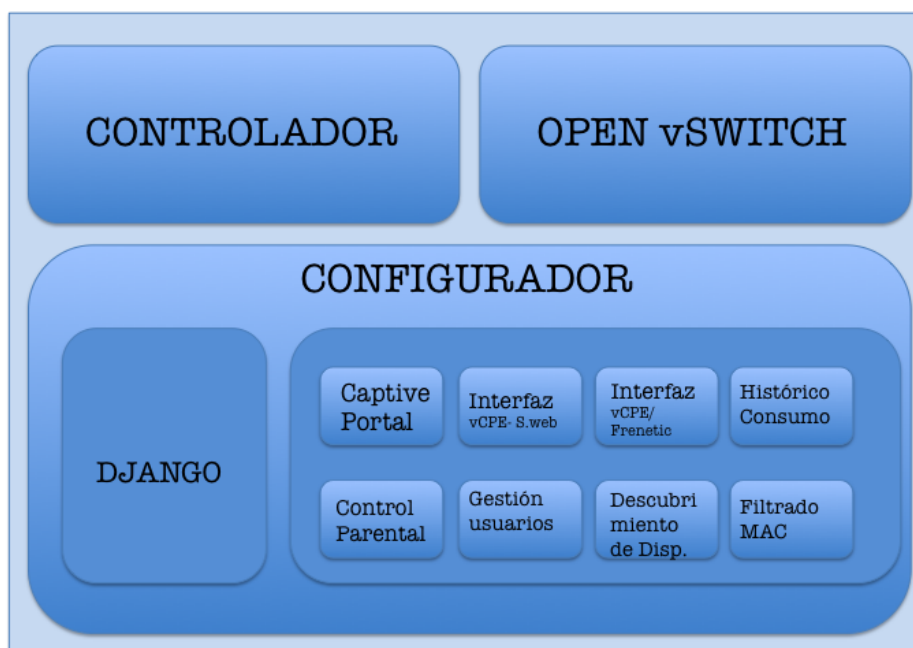 CONTROLADOR
OPEN vSWITCH
CONFIGURADOR
DJANGO
Captive
Portal
Interfaz
vCPE- S.web
Interfaz
vCPE/
Frenetic
Histórico
Consumo
Control
Parental
Gestión
usuarios
Descubri
miento
de Disp.
Filtrado
MAC